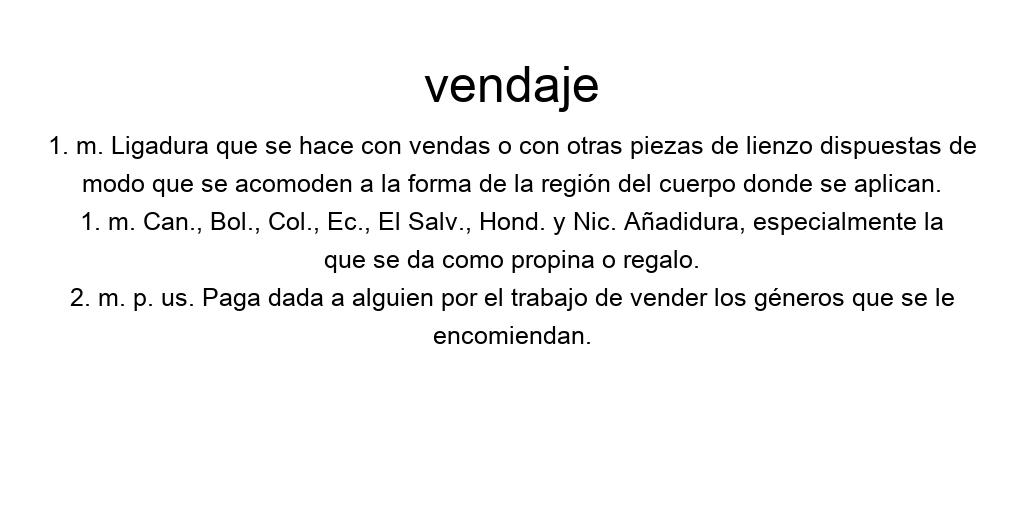 vendaje
1. m. Ligadura que se hace con vendas o con otras piezas de lienzo dispuestas de
modo que se acomoden a la forma de la región del cuerpo donde se aplican.
1. m. Can., Bol., Col., Ec., El Salv., Hond. y Nic. Añadidura, especialmente la
que se da como propina o regalo.
2. m. p. us. Paga dada a alguien por el trabajo de vender los géneros que se le
encomiendan.